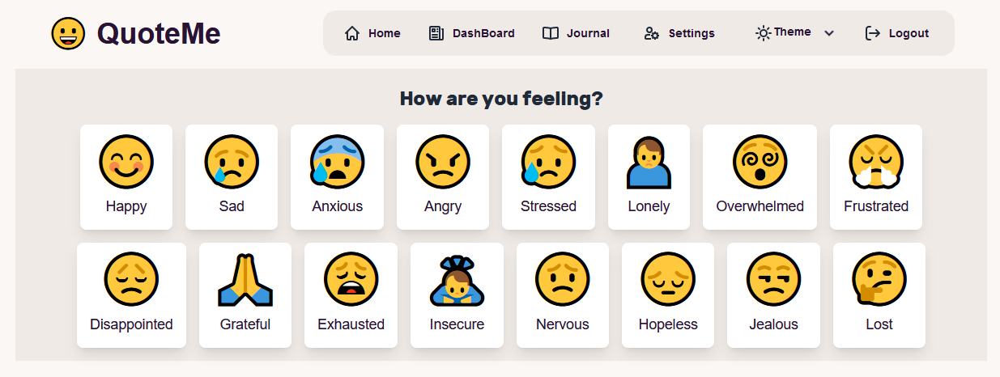 QuoteMe
Home DashBoard Journal Settings Theme Logout
How are you feeling?
Happy Sad Anxious Angry Stressed Lonely Overwhelmed Frustrated
Disappointed Grateful Exhausted Insecure Nervous Hopeless Jealous Lost